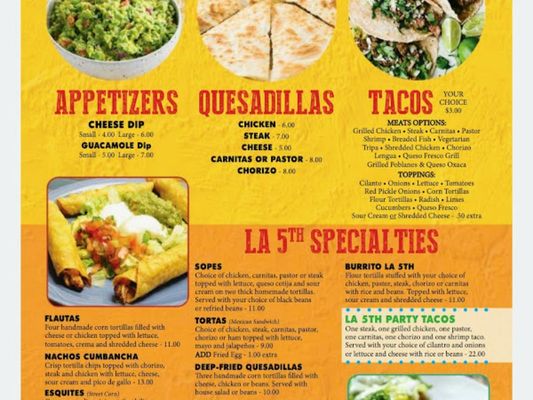 APPETIZERS
CHEESE DIP
Small - 4.00 Large - 6.00
GUACAMOLE Dip
Small - 5.00 Large - 7.00
QUESADILLAS
CHICKEN - 6.00
STEAK - 7.00
CHEESE - 5.00
CARNITAS OR PASTOR - 8.00
CHORIZO - 8.00
TACOS
YOUR
CHOICE
$3.00
MEATS OPTIONS:
Grilled Chicken • Steak • Carnitas • Pastor
Shrimp • Breaded Fish • Vegetarian
Tripa • Shredded Chicken • Chorizo
Lengua • Queso Fresco Grill
Grilled Poblanos & Queso Oxaca
TOPPINGS:
Cilanto • Onions • Lettuce • Tomatoes
Red Pickle Onions • Corn Tortillas
Flour Tortillas • Radish • Limes
Cucumbers • Queso Fresco
Sour Cream or Shredded Cheese - .50 extra
LA 5TH SPECIALTIES
FLAUTAS
Four handmade corn tortillas filled with
cheese or chicken topped with lettuce,
tomatoes, crema and shredded cheese - 11.00
NACHOS CUMBANCHA
Crisp tortilla chips topped with chorizo,
steak and chicken with lettuce, cheese,
sour cream and pico de gallo - 13.00
ESQUITES (Street Corn)
SOPES
Choice of chicken, carnitas, pastor or steak
topped with lettuce, queso cotija and sour
cream on two thick homemade tortillas.
Served with your choice of black beans
or refried beans - 11.00
TORTAS (Mexican Sandwich)
Choice of chicken, steak, carnitas, pastor,
chorizo or ham topped with lettuce,
mayo and jalapeños - 9.00
ADD Fried Egg - 1.00 extra
DEEP-FRIED QUESADILLAS
Three handmade corn tortillas filled with
cheese, chicken or beans. Served with
house salad or beans - 10.00
BURRITO LA 5TH
Flour tortilla stuffed with your choice of
chicken, pastor, steak, chorizo or carnitas
with rice and beans. Topped with lettuce,
sour cream and shredded cheese - 11.00
LA 5TH PARTY TACOS
One steak, one grilled chicken, one pastor,
one carnitas, one chorizo and one shrimp taco.
Served with your choice of cilantro and onions
or lettuce and cheese with rice or beans - 22.00